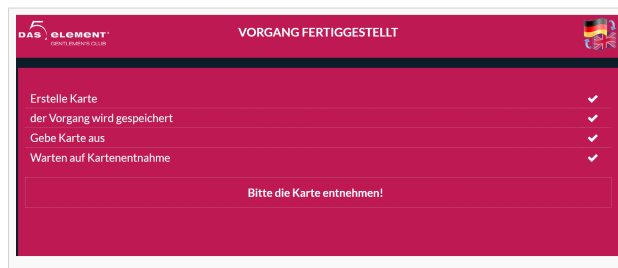 DAS 5 ELEMENT
GENTLEMEN'S CLUB
VORGANG FERTIGGESTELLT
Erstelle Karte
der Vorgang wird gespeichert
Gebe Karte aus
Warten auf Kartenentnahme
Bitte die Karte entnehmen!